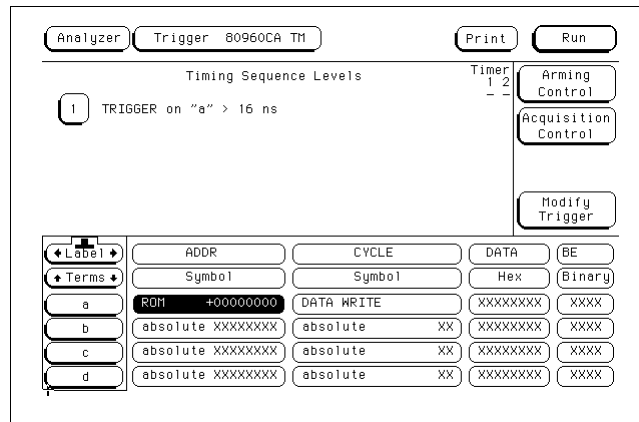 Analyzer Trigger 80960CA TM Print Run
Timing Sequence Levels
Timer
1 2
– –
Arming
Control
1 TRIGGER on "a" > 16 ns
Acquisition
Control
Modify
Trigger
Label ADDR CYCLE DATA BE
Terms Symbol Symbol Hex Binary
a ROM +00000000 DATA WRITE XXXXXXXX XXXX
b absolute XXXXXXXX absolute XX XXXXXXXX XXXX
c absolute XXXXXXXX absolute XX XXXXXXXX XXXX
d absolute XXXXXXXX absolute XX XXXXXXXX XXXX